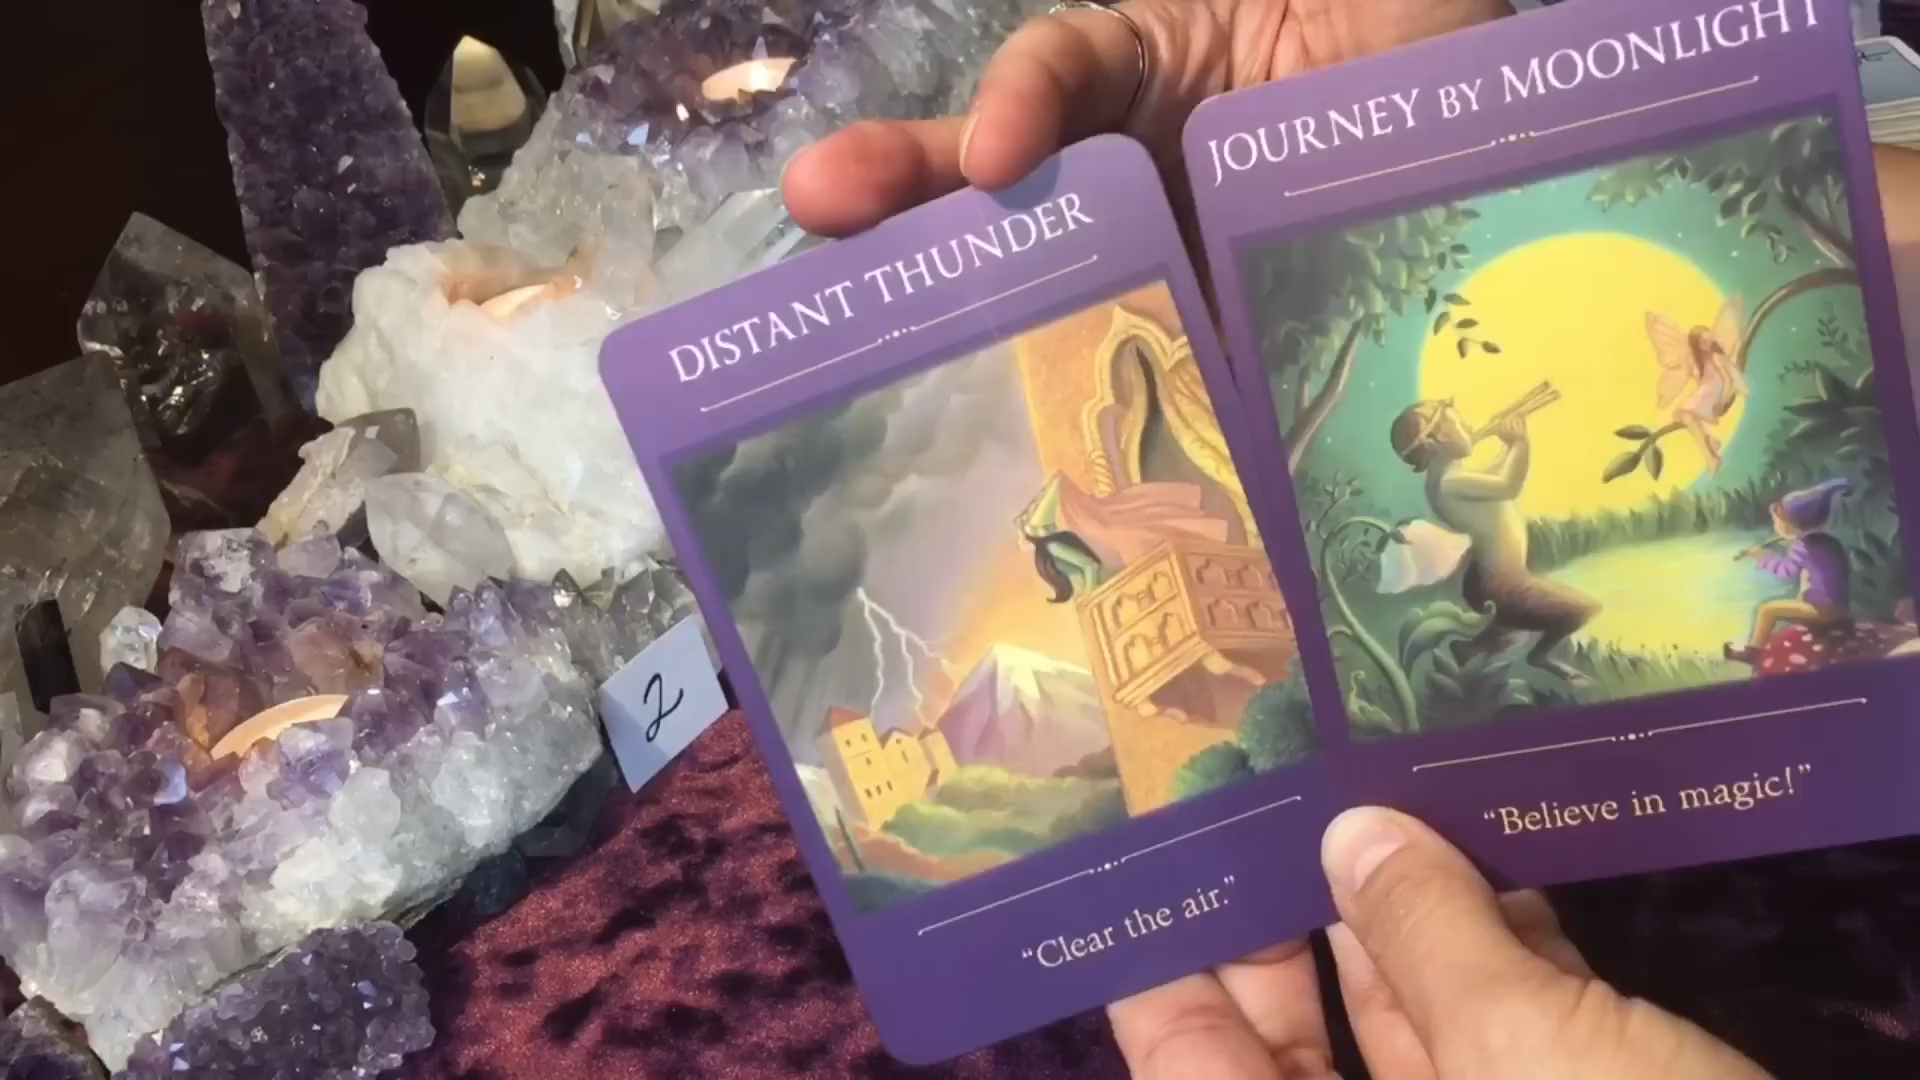 DISTANT THUNDER
"Clear the air."
JOURNEY BY MOONLIGHT
"Believe in magic!"
2